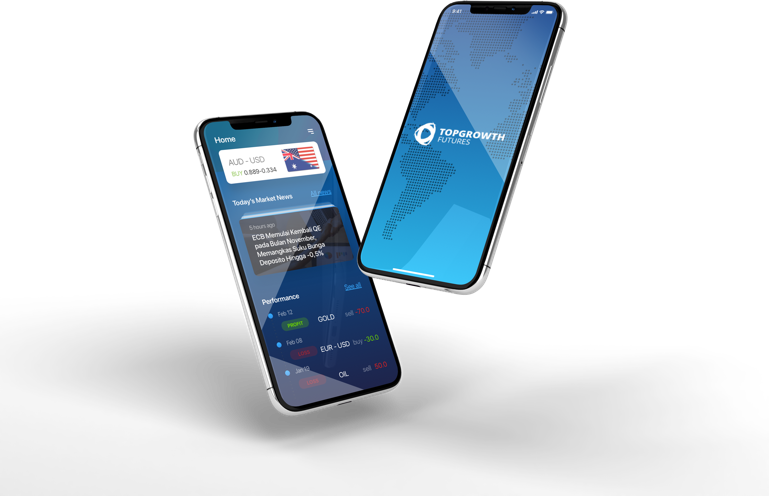 Home
AUD - USD
BUY 0.889-0.334
Today's Market News
All News
5 hours ago
ECB Memulai Kembali QE
pada Bulan November,
Memangkas Suku Bunga
Deposito Hingga -0,5%
Performance
See all
Feb 12
PROFIT
GOLD
sell -70.0
Feb 08
EUR - USD
buy -30.0
Jan 10
OIL
sell 50.0
9:41
TOPGROWTH
FUTURES